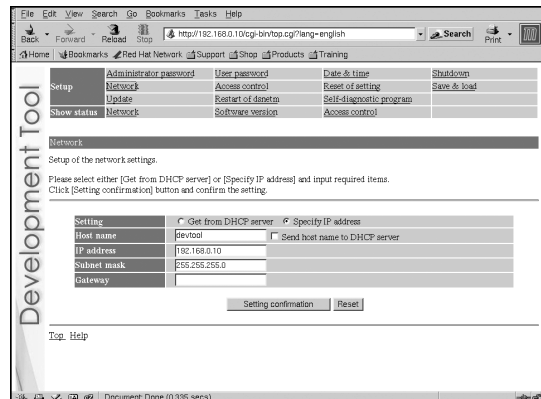 File Edit View Search Go Bookmarks Tasks Help
Back Forward Reload Stop http://192.168.0.10/cgi-bin/top.cgi?lang=english Search Print
Home Bookmarks Red Hat Network Support Shop Products Training
Development Tool
Setup Administrator password User password Date & time Shutdown
Network Access control Reset of setting Save & load
Update Restart of dsnetm Self-diagnostic program
Show status Network Software version Access control
Network
Setup of the network settings.
Please select either [Get from DHCP server] or [Specify IP address] and input required items.
Click [Setting confirmation] button and confirm the setting.
Setting Get from DHCP server Specify IP address
Host name devtool Send host name to DHCP server
IP address 192.168.0.10
Subnet mask 255.255.255.0
Gateway
Setting confirmation Reset
Top Help
Document: Done (0.335 secs)